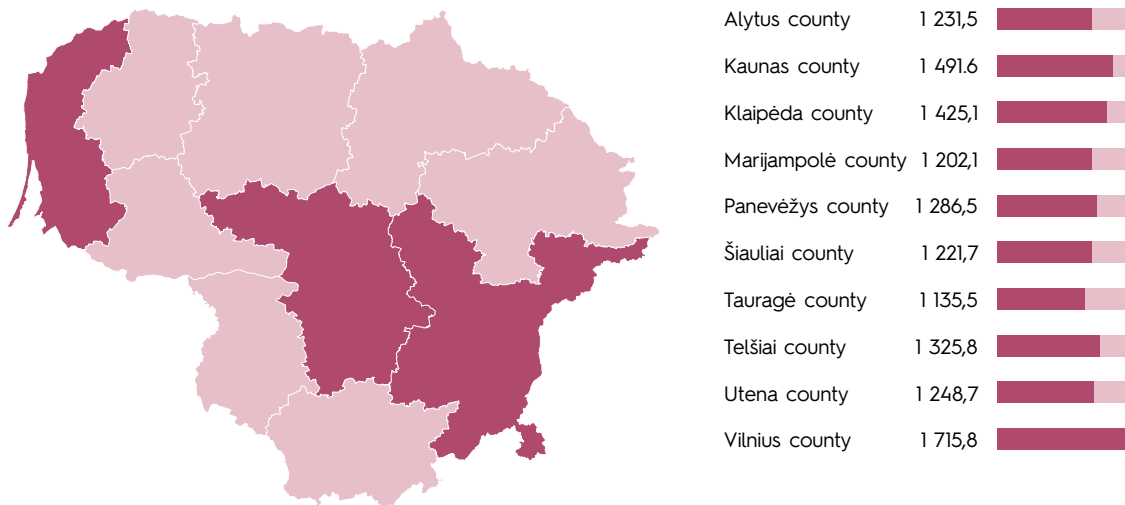 Alytus county 1 231,5
Kaunas county 1 491.6
Klaipėda county 1 425,1
Marijampolė county 1 202,1
Panevėžys county 1 286,5
Šiauliai county 1 221,7
Tauragė county 1 135,5
Telšiai county 1 325,8
Utena county 1 248,7
Vilnius county 1 715,8